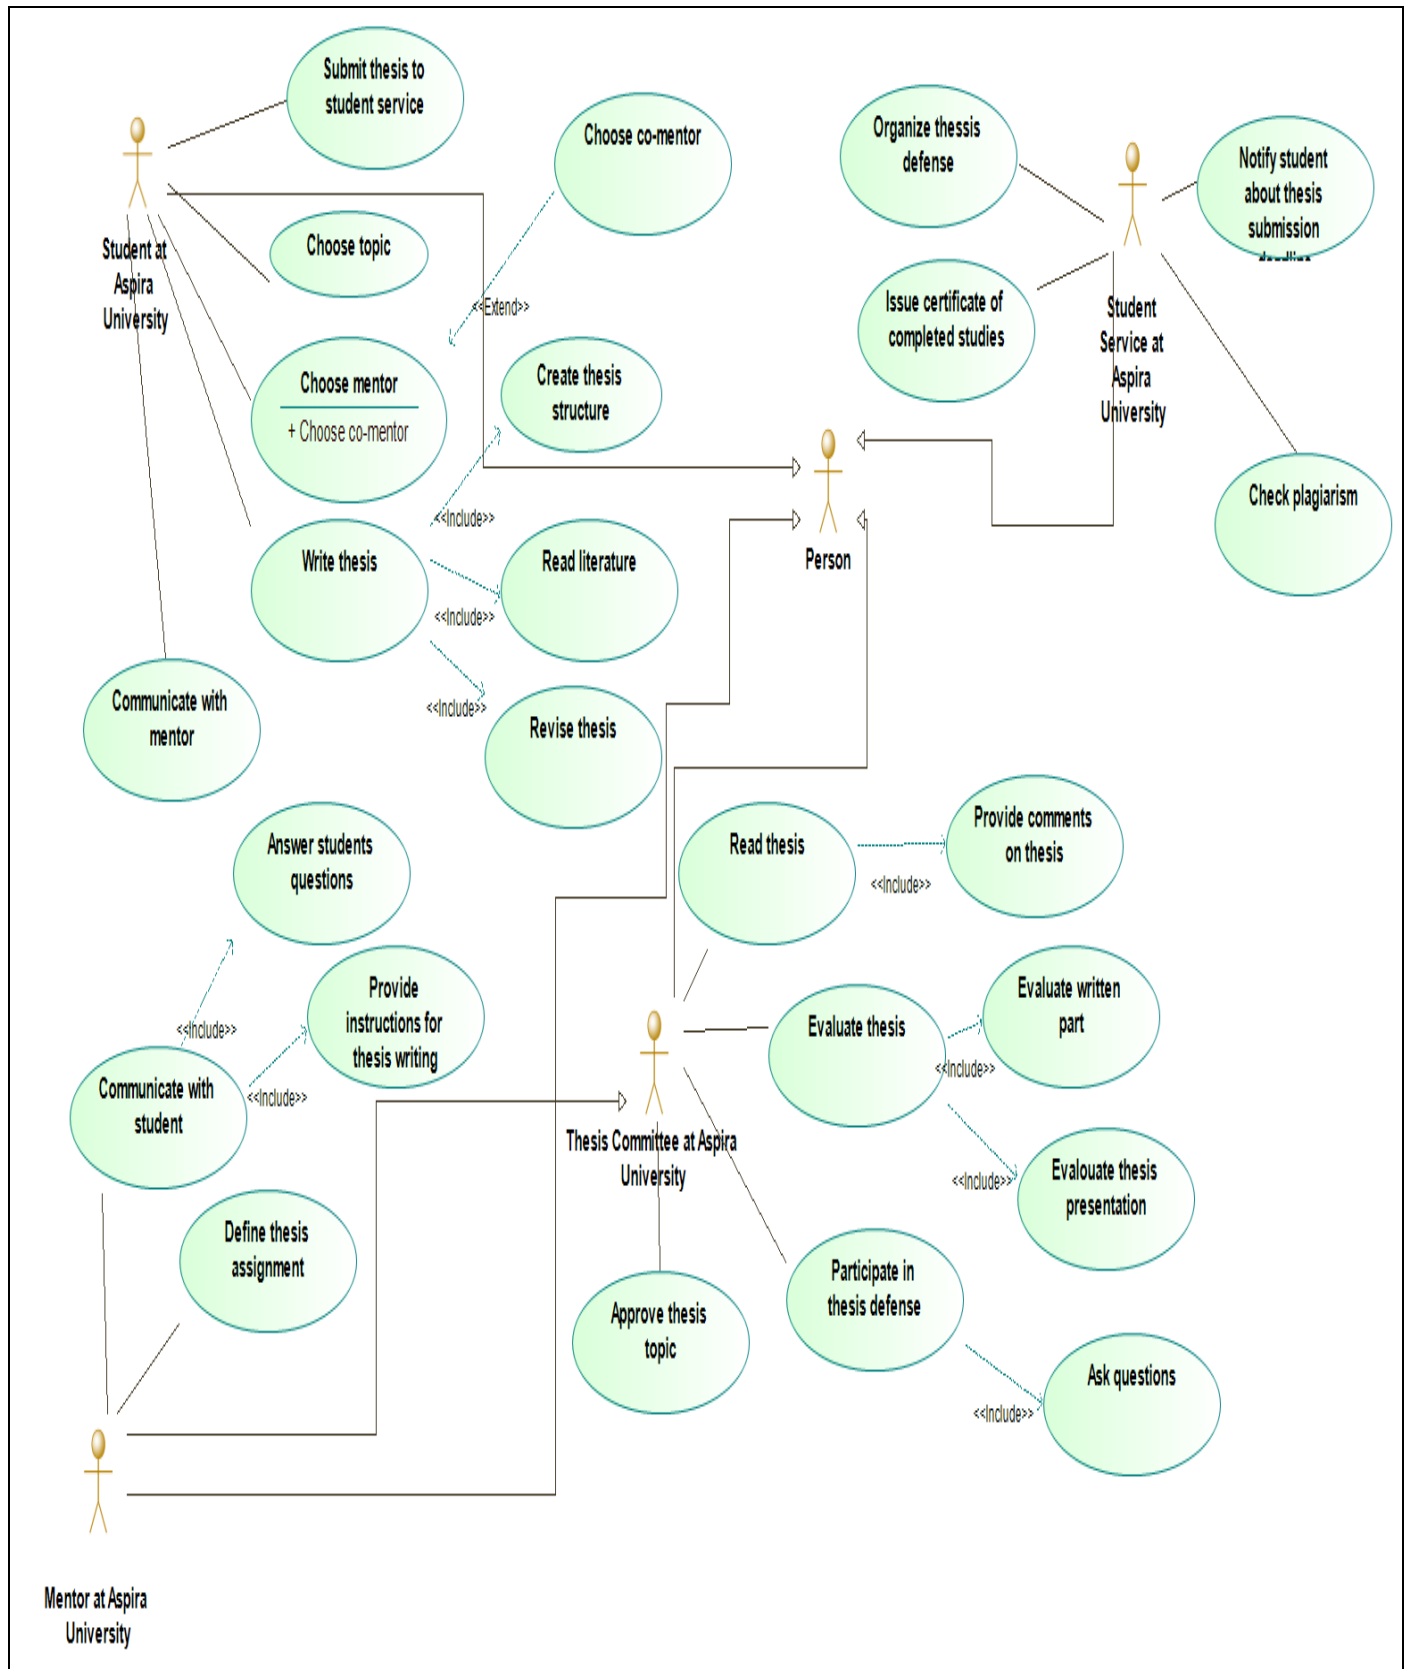 Submit thesis to
student service
Choose co-mentor
Organize thessis
defense
Notify student
about thesis
submission
deadline
Student at
Aspira
University
Choose topic
<<Extend>>
Issue certificate of
completed studies
Student
Service at
Aspira
University
Choose mentor
+ Choose co-mentor
Create thesis
structure
<<Include>>
Check plagiarism
Person
Write thesis
Read literature
<<Include>>
Communicate with
mentor
<<Include>>
Revise thesis
Answer students
questions
Read thesis
Provide comments
on thesis
<<Include>>
Provide
instructions for
thesis writing
<<Include>>
Evaluate thesis
Evaluate written
part
<<Include>>
Communicate with
student
<<Include>>
Thesis Committee at Aspira
University
<<Include>>
Evalouate thesis
presentation
Define thesis
assignment
Approve thesis
topic
Participate in
thesis defense
Ask questions
<<Include>>
Mentor at Aspira
University